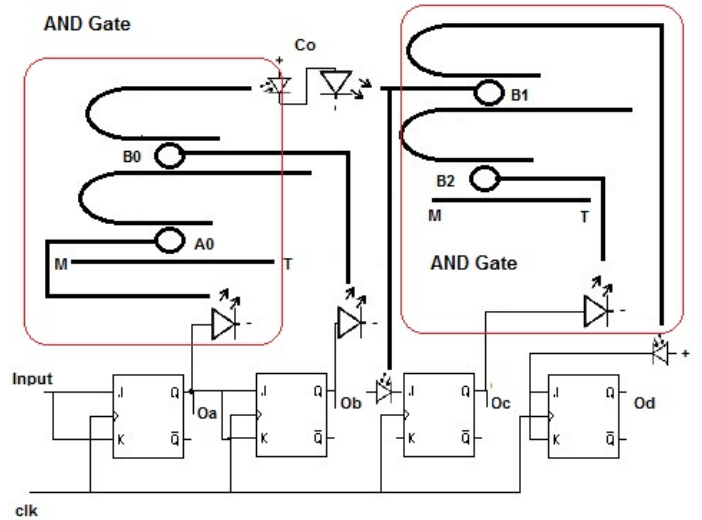 AND Gate
Co
+
-
B1
B0
B2
A0
M T
M T
AND Gate
-
-
-
+
Input
J Q
Oa
J Q
Ob
J Q
Oc
J Q
Od
K Q̅
K Q̅
K Q̅
K Q̅
clk